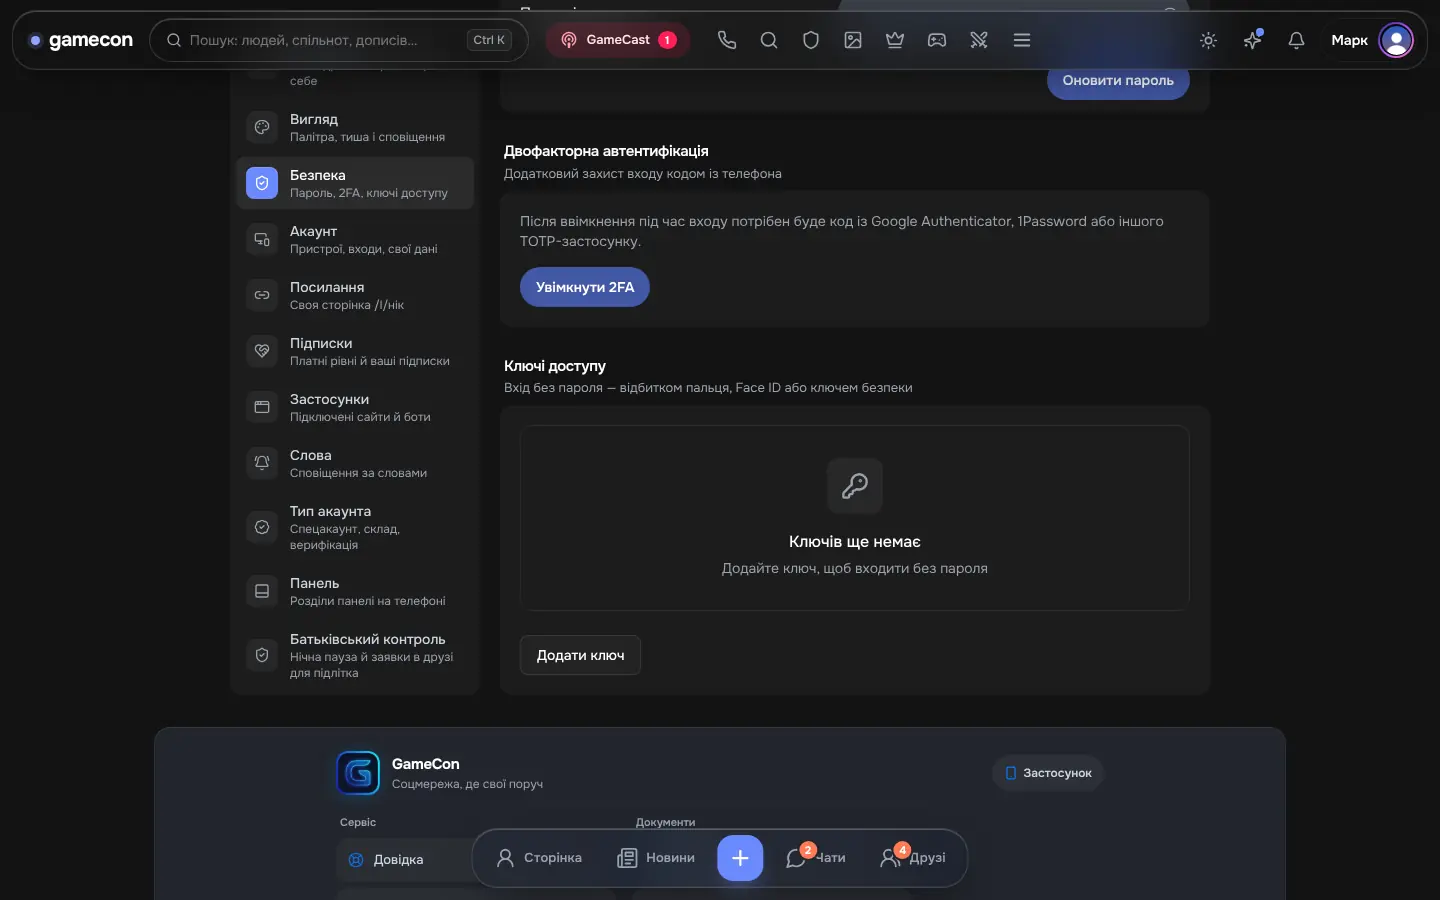 gamecon
Пошук: людей, спільнот, дописів...
Ctrl K
GameCast 1
Марк
себе
Оновити пароль
Вигляд
Палітра, тиша і сповіщення
Безпека
Пароль, 2FA, ключі доступу
Акаунт
Пристрої, входи, свої дані
Посилання
Своя сторінка /l/нік
Підписки
Платні рівні й ваші підписки
Застосунки
Підключені сайти й боти
Слова
Сповіщення за словами
Тип акаунта
Спецакаунт, склад,
верифікація
Панель
Розділи панелі на телефоні
Батьківський контроль
Нічна пауза й заявки в друзі
для підлітка
Двофакторна автентифікація
Додатковий захист входу кодом із телефона
Після ввімкнення під час входу потрібен буде код із Google Authenticator, 1Password або іншого
TOTP-застосунку.
Увімкнути 2FA
Ключі доступу
Вхід без пароля — відбитком пальця, Face ID або ключем безпеки
Ключів ще немає
Додайте ключ, щоб входити без пароля
Додати ключ
GameCon
Соцмережа, де свої поруч
Застосунок
Сервіс
Документи
Довідка
Сторінка
Новини
2
Чати
4
Друзі